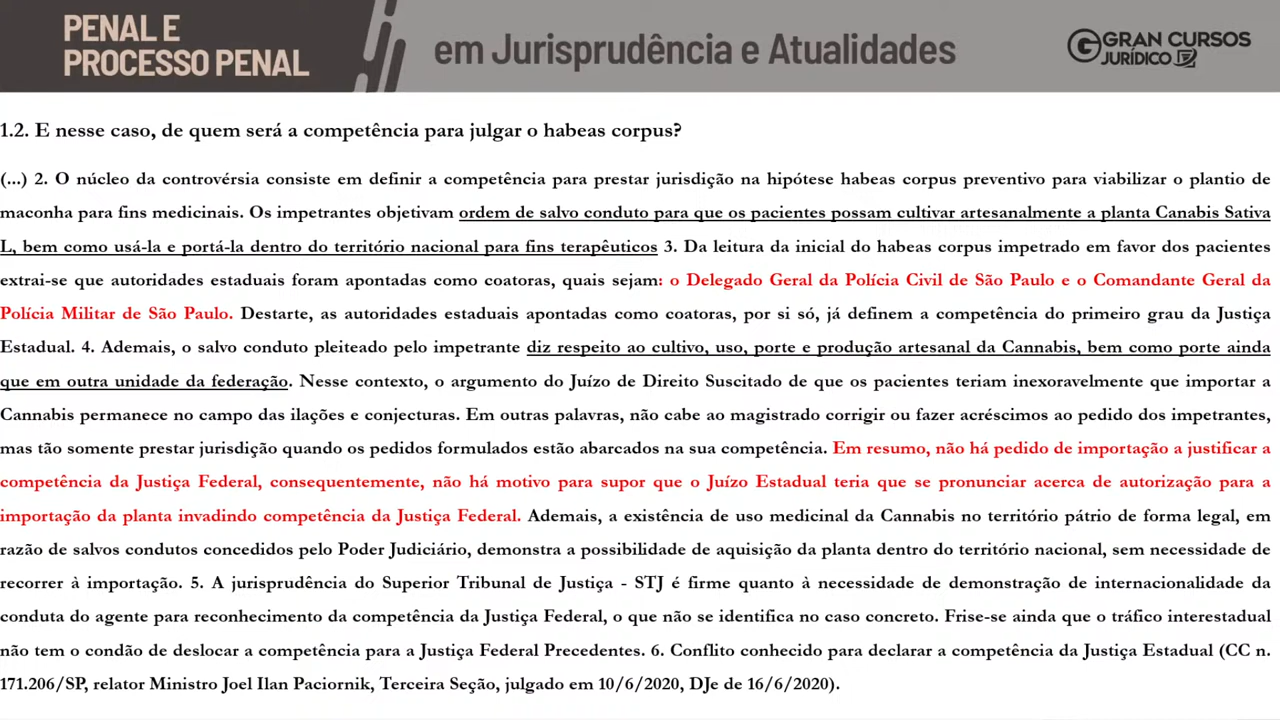 PENAL E
PROCESSO PENAL
em Jurisprudência e Atualidades
GRAN CURSOS
JURÍDICO
1.2. E nesse caso, de quem será a competência para julgar o habeas corpus?
(...) 2. O núcleo da controvérsia consiste em definir a competência para prestar jurisdição na hipótese habeas corpus preventivo para viabilizar o plantio de
maconha para fins medicinais. Os impetrantes objetivam ordem de salvo conduto para que os pacientes possam cultivar artesanalmente a planta Canabis Sativa
L, bem como usá-la e portá-la dentro do território nacional para fins terapêuticos 3. Da leitura da inicial do habeas corpus impetrado em favor dos pacientes
extrai-se que autoridades estaduais foram apontadas como coatoras, quais sejam: o Delegado Geral da Polícia Civil de São Paulo e o Comandante Geral da
Polícia Militar de São Paulo. Destarte, as autoridades estaduais apontadas como coatoras, por si só, já definem a competência do primeiro grau da Justiça
Estadual. 4. Ademais, o salvo conduto pleiteado pelo impetrante diz respeito ao cultivo, uso, porte e produção artesanal da Cannabis, bem como porte ainda
que em outra unidade da federação. Nesse contexto, o argumento do Juízo de Direito Suscitado de que os pacientes teriam inexoravelmente que importar a
Cannabis permanece no campo das ilações e conjecturas. Em outras palavras, não cabe ao magistrado corrigir ou fazer acréscimos ao pedido dos impetrantes,
mas tão somente prestar jurisdição quando os pedidos formulados estão abarcados na sua competência. Em resumo, não há pedido de importação a justificar a
competência da Justiça Federal, consequentemente, não há motivo para supor que o Juízo Estadual teria que se pronunciar acerca de autorização para a
importação da planta invadindo competência da Justiça Federal. Ademais, a existência de uso medicinal da Cannabis no território pátrio de forma legal, em
razão de salvos condutos concedidos pelo Poder Judiciário, demonstra a possibilidade de aquisição da planta dentro do território nacional, sem necessidade de
recorrer à importação. 5. A jurisprudência do Superior Tribunal de Justiça - STJ é firme quanto à necessidade de demonstração de internacionalidade da
conduta do agente para reconhecimento da competência da Justiça Federal, o que não se identifica no caso concreto. Frise-se ainda que o tráfico interestadual
não tem o condão de deslocar a competência para a Justiça Federal Precedentes. 6. Conflito conhecido para declarar a competência da Justiça Estadual (CC n.
171.206/SP, relator Ministro Joel Ilan Paciornik, Terceira Seção, julgado em 10/6/2020, DJe de 16/6/2020).